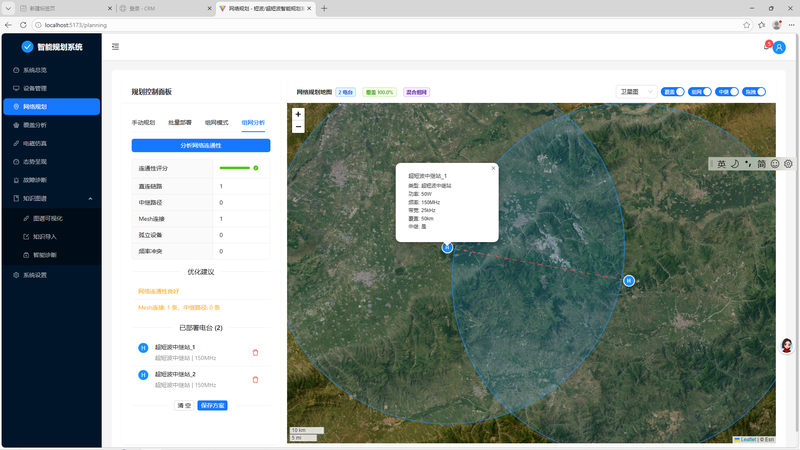 新建标签页
登录 - CRM
网络规划 - 短波/超短波智能规划系
localhost:5173/planning
智能规划系统
系统总览
设备管理
网络规划
覆盖分析
电磁仿真
态势呈现
故障诊断
知识图谱
图谱可视化
知识导入
智能诊断
系统设置
规划控制面板
手动规划 批量部署 组网模式 组网分析
分析网络连通性
连通性评分
直连链路 1
中继路径 0
Mesh连接 1
孤立设备 0
频率冲突 0
优化建议
网络连通性良好
Mesh连接: 1 条, 中继路径: 0 条
已部署电台 (2)
H 超短波中继站_1
超短波中继站 | 150MHz
H 超短波中继站_2
超短波中继站 | 150MHz
清 空 保存方案
网络规划地图 2 电台 覆盖 100.0% 混合组网
卫星图 覆盖 组网 中继 拖拽
+
−
超短波中继站_1
类型: 超短波中继站
功率: 50W
频率: 150MHz
带宽: 25kHz
覆盖: 50km
中继: 是
H
H
英 简
10 km
5 mi
Leaflet | © Esri